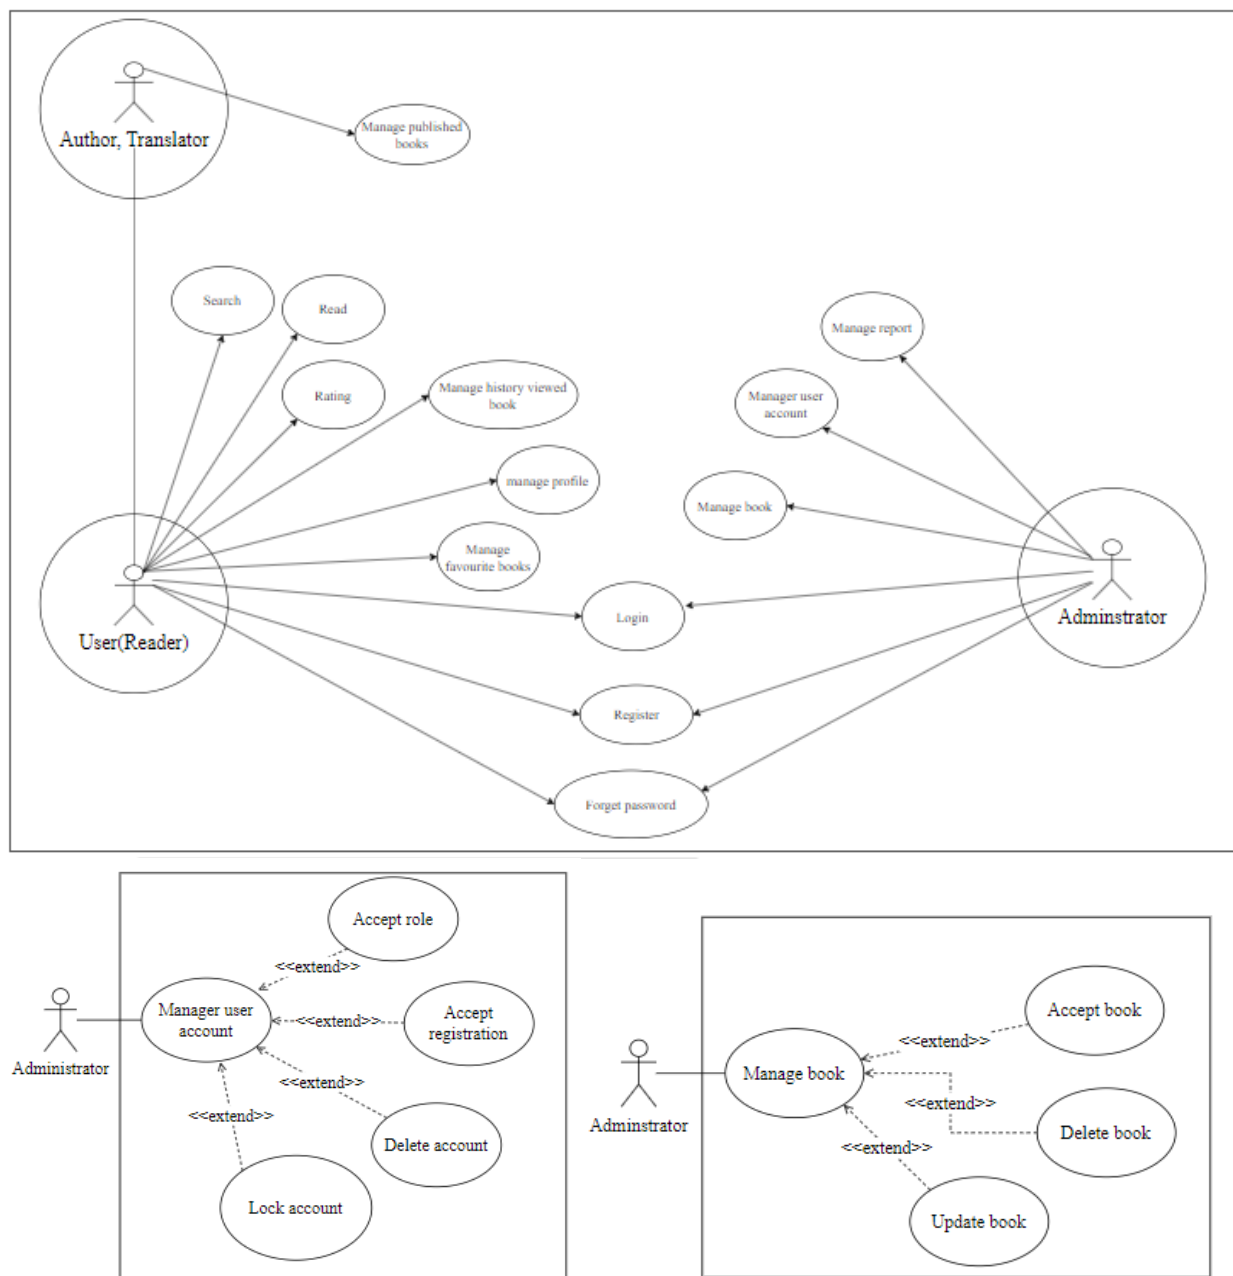 Author, Translator
Manage published
books
Search
Read
Rating
Manage history viewed
book
manage profile
Manage
favourite books
User(Reader)
Manage report
Manager user
account
Manage book
Adminstrator
Login
Register
Forget password
Accept role
<<extend>>
Manager user
account
<<extend>>
Accept
registration
Administrator
<<extend>>
<<extend>>
Delete account
Lock account
Accept book
<<extend>>
Manage book
<<extend>>
Adminstrator
Delete book
<<extend>>
Update book